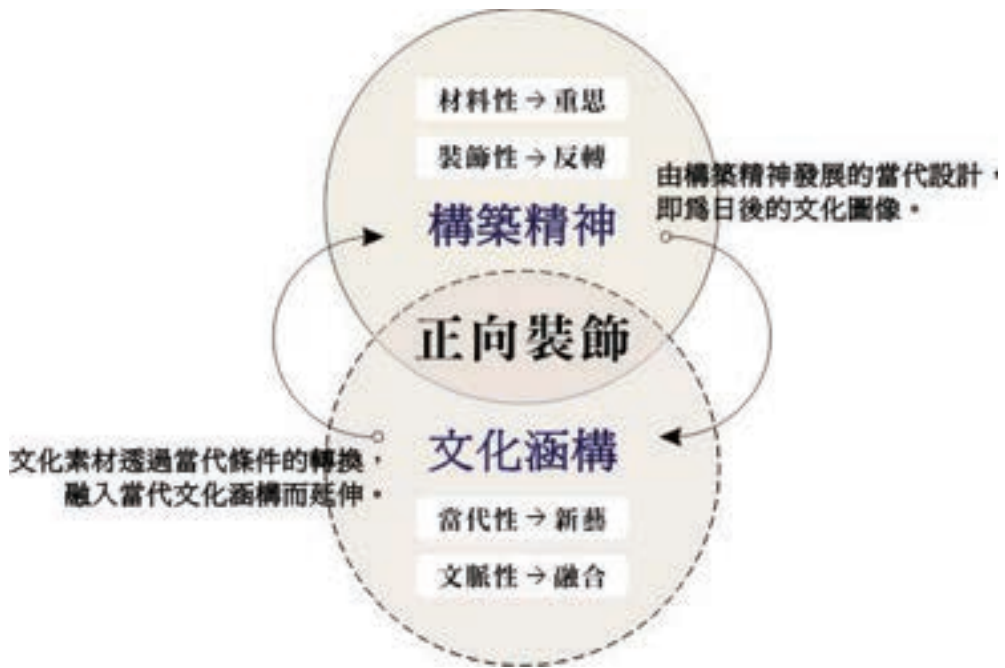 材料性→重思
裝飾性→反轉
構築精神
由構築精神發展的當代設計，
即爲日後的文化圖像。
正向裝飾
文化涵構
文化素材透過當代條件的轉換，
融入當代文化涵構而延伸。
當代性→新藝
文脈性→融合